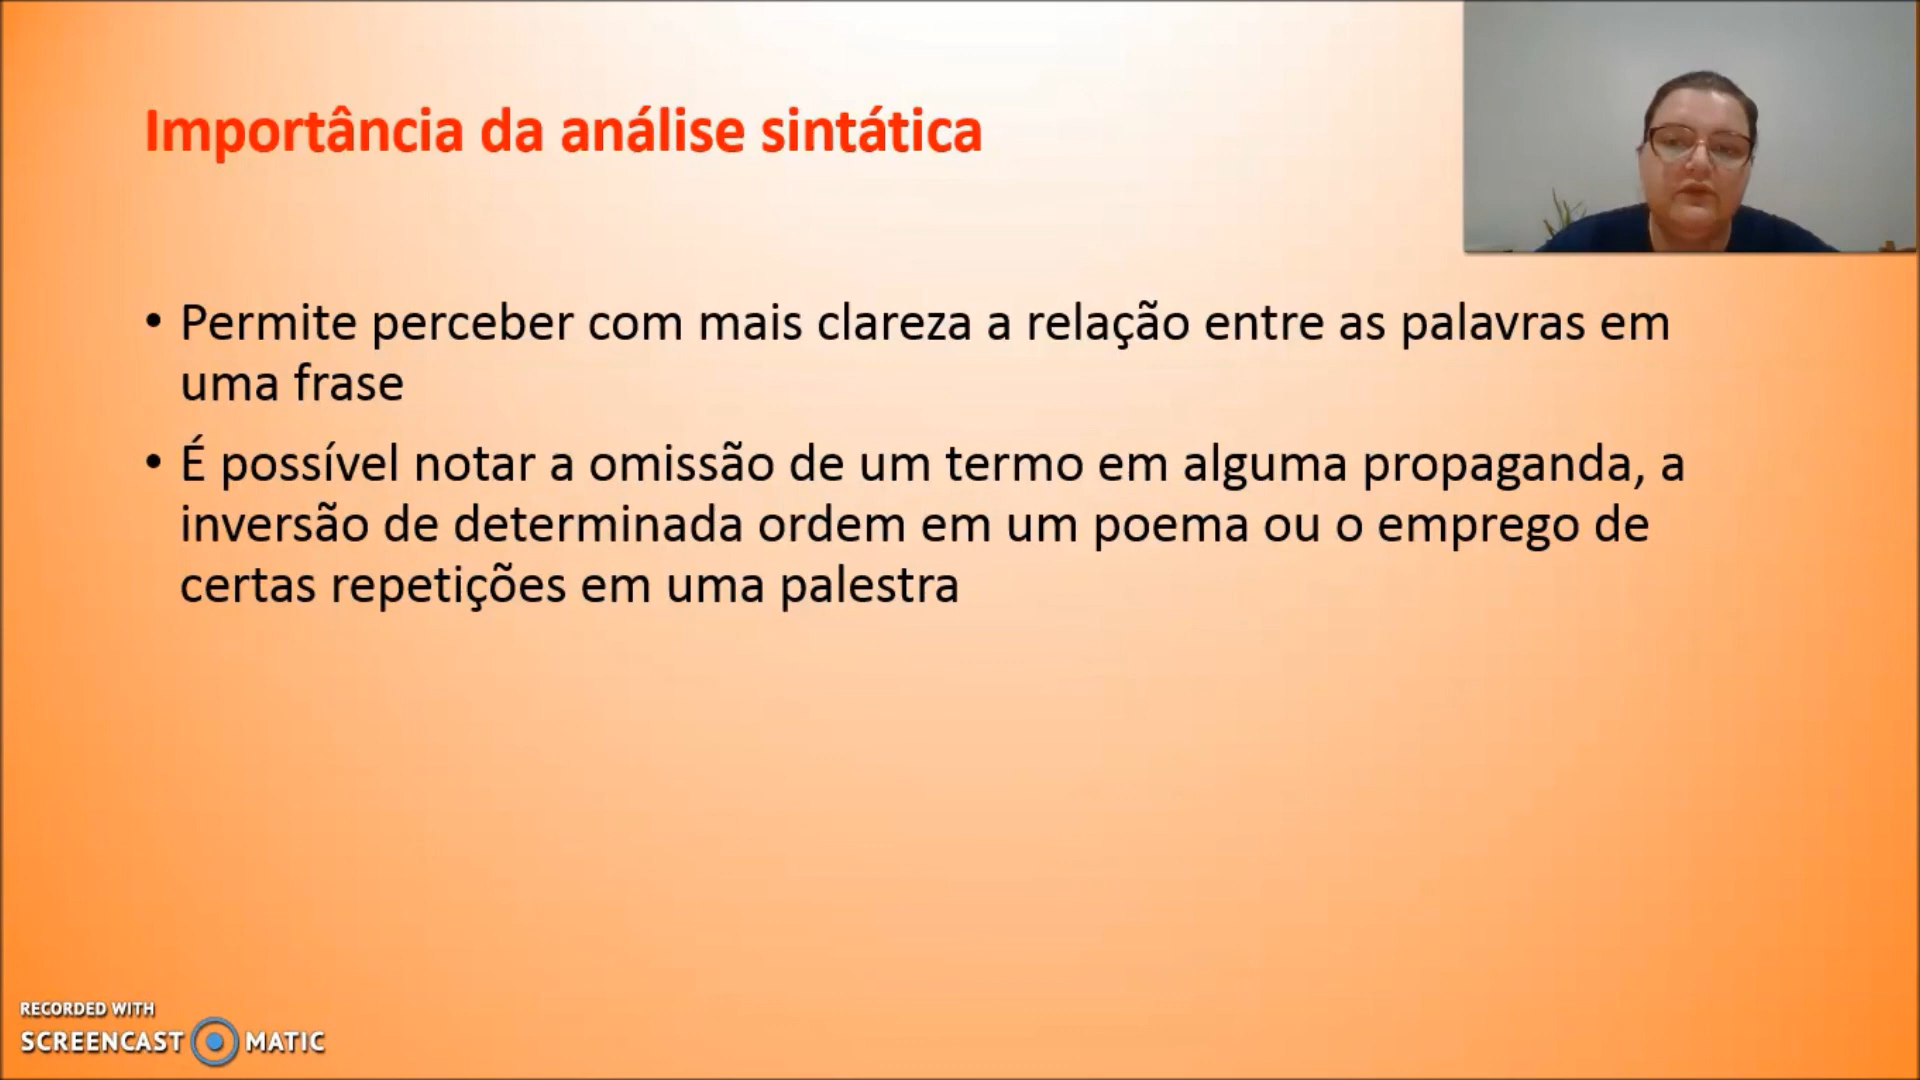 Importância da análise sintática
• Permite perceber com mais clareza a relação entre as palavras em
uma frase
• É possível notar a omissão de um termo em alguma propaganda, a
inversão de determinada ordem em um poema ou o emprego de
certas repetições em uma palestra
RECORDED WITH
SCREENCAST MATIC